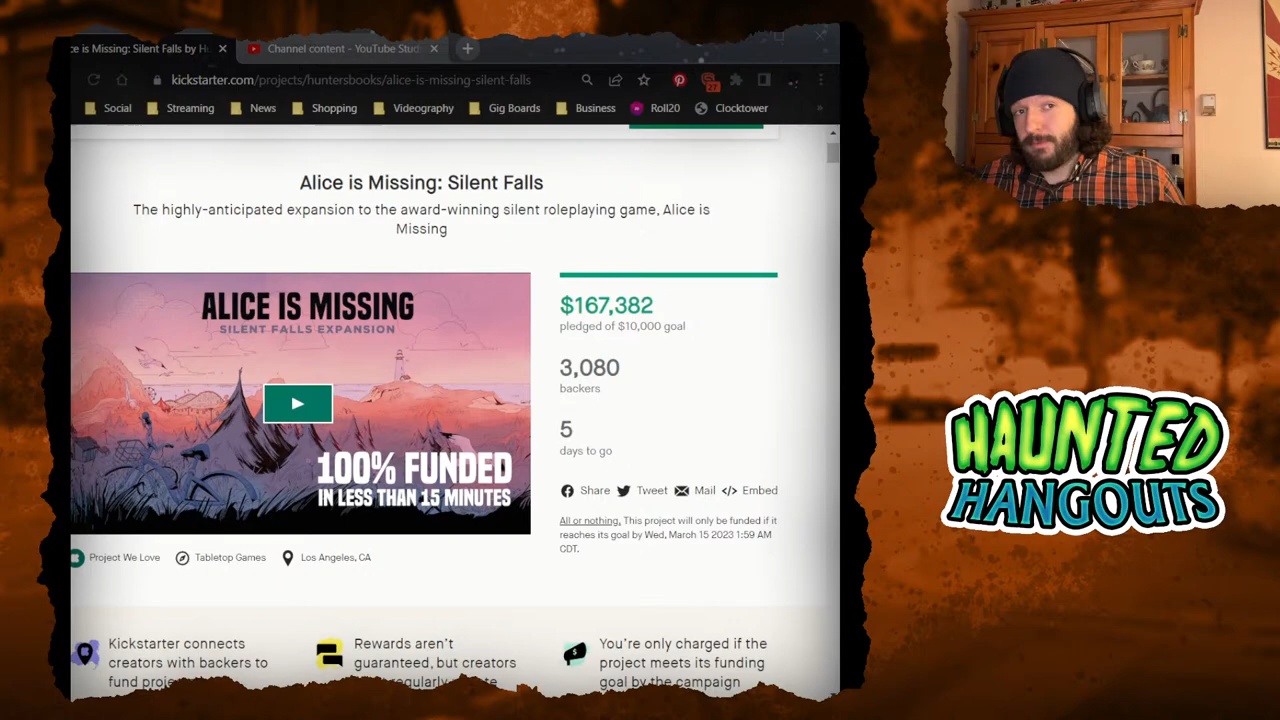 ce is Missing: Silent Falls by Hu
Channel content - YouTube Stud
kickstarter.com/projects/huntersbooks/alice-is-missing-silent-falls
27
Social
Streaming
News
Shopping
Videography
Gig Boards
Business
Roll20
Clocktower
»
Alice is Missing: Silent Falls
The highly-anticipated expansion to the award-winning silent roleplaying game, Alice is
Missing
ALICE IS MISSING
SILENT FALLS EXPANSION
100% FUNDED
IN LESS THAN 15 MINUTES
$167,382
pledged of $10,000 goal
3,080
backers
5
days to go
Share
Tweet
Mail
Embed
All or nothing. This project will only be funded if it
reaches its goal by Wed, March 15 2023 1:59 AM
CDT.
Project We Love
Tabletop Games
Los Angeles, CA
Kickstarter connects
creators with backers to
fund proje
Rewards aren't
guaranteed, but creators
regularly
You're only charged if the
project meets its funding
goal by the campaign
HAUNTED
HANGOUTS